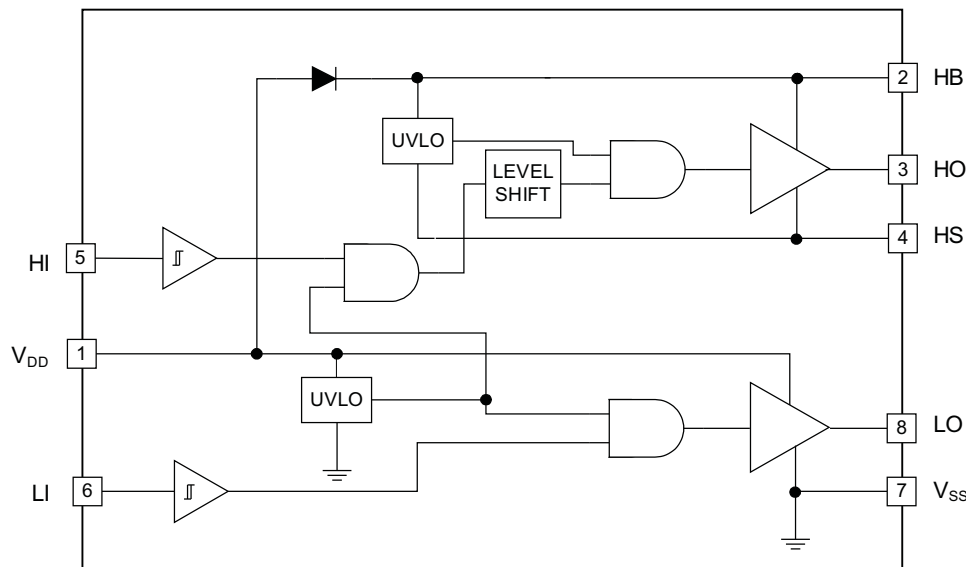 2 HB
UVLO
LEVEL
SHIFT
3 HO
4 HS
HI 5
VDD 1
UVLO
8 LO
LI 6
7 VSS